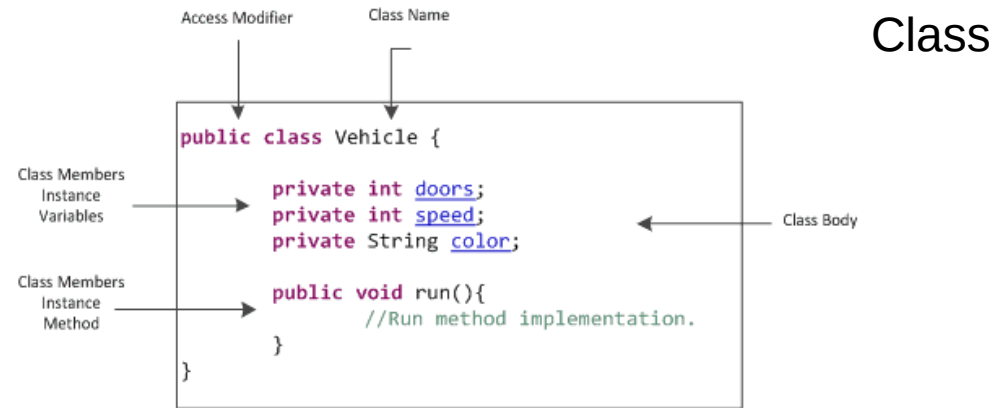 Access Modifier
Class Name
Class
public class Vehicle {
Class Members
Instance
Variables
private int doors;
private int speed;
private String color;
Class Body
Class Members
Instance
Method
public void run(){
//Run method implementation.
}
}